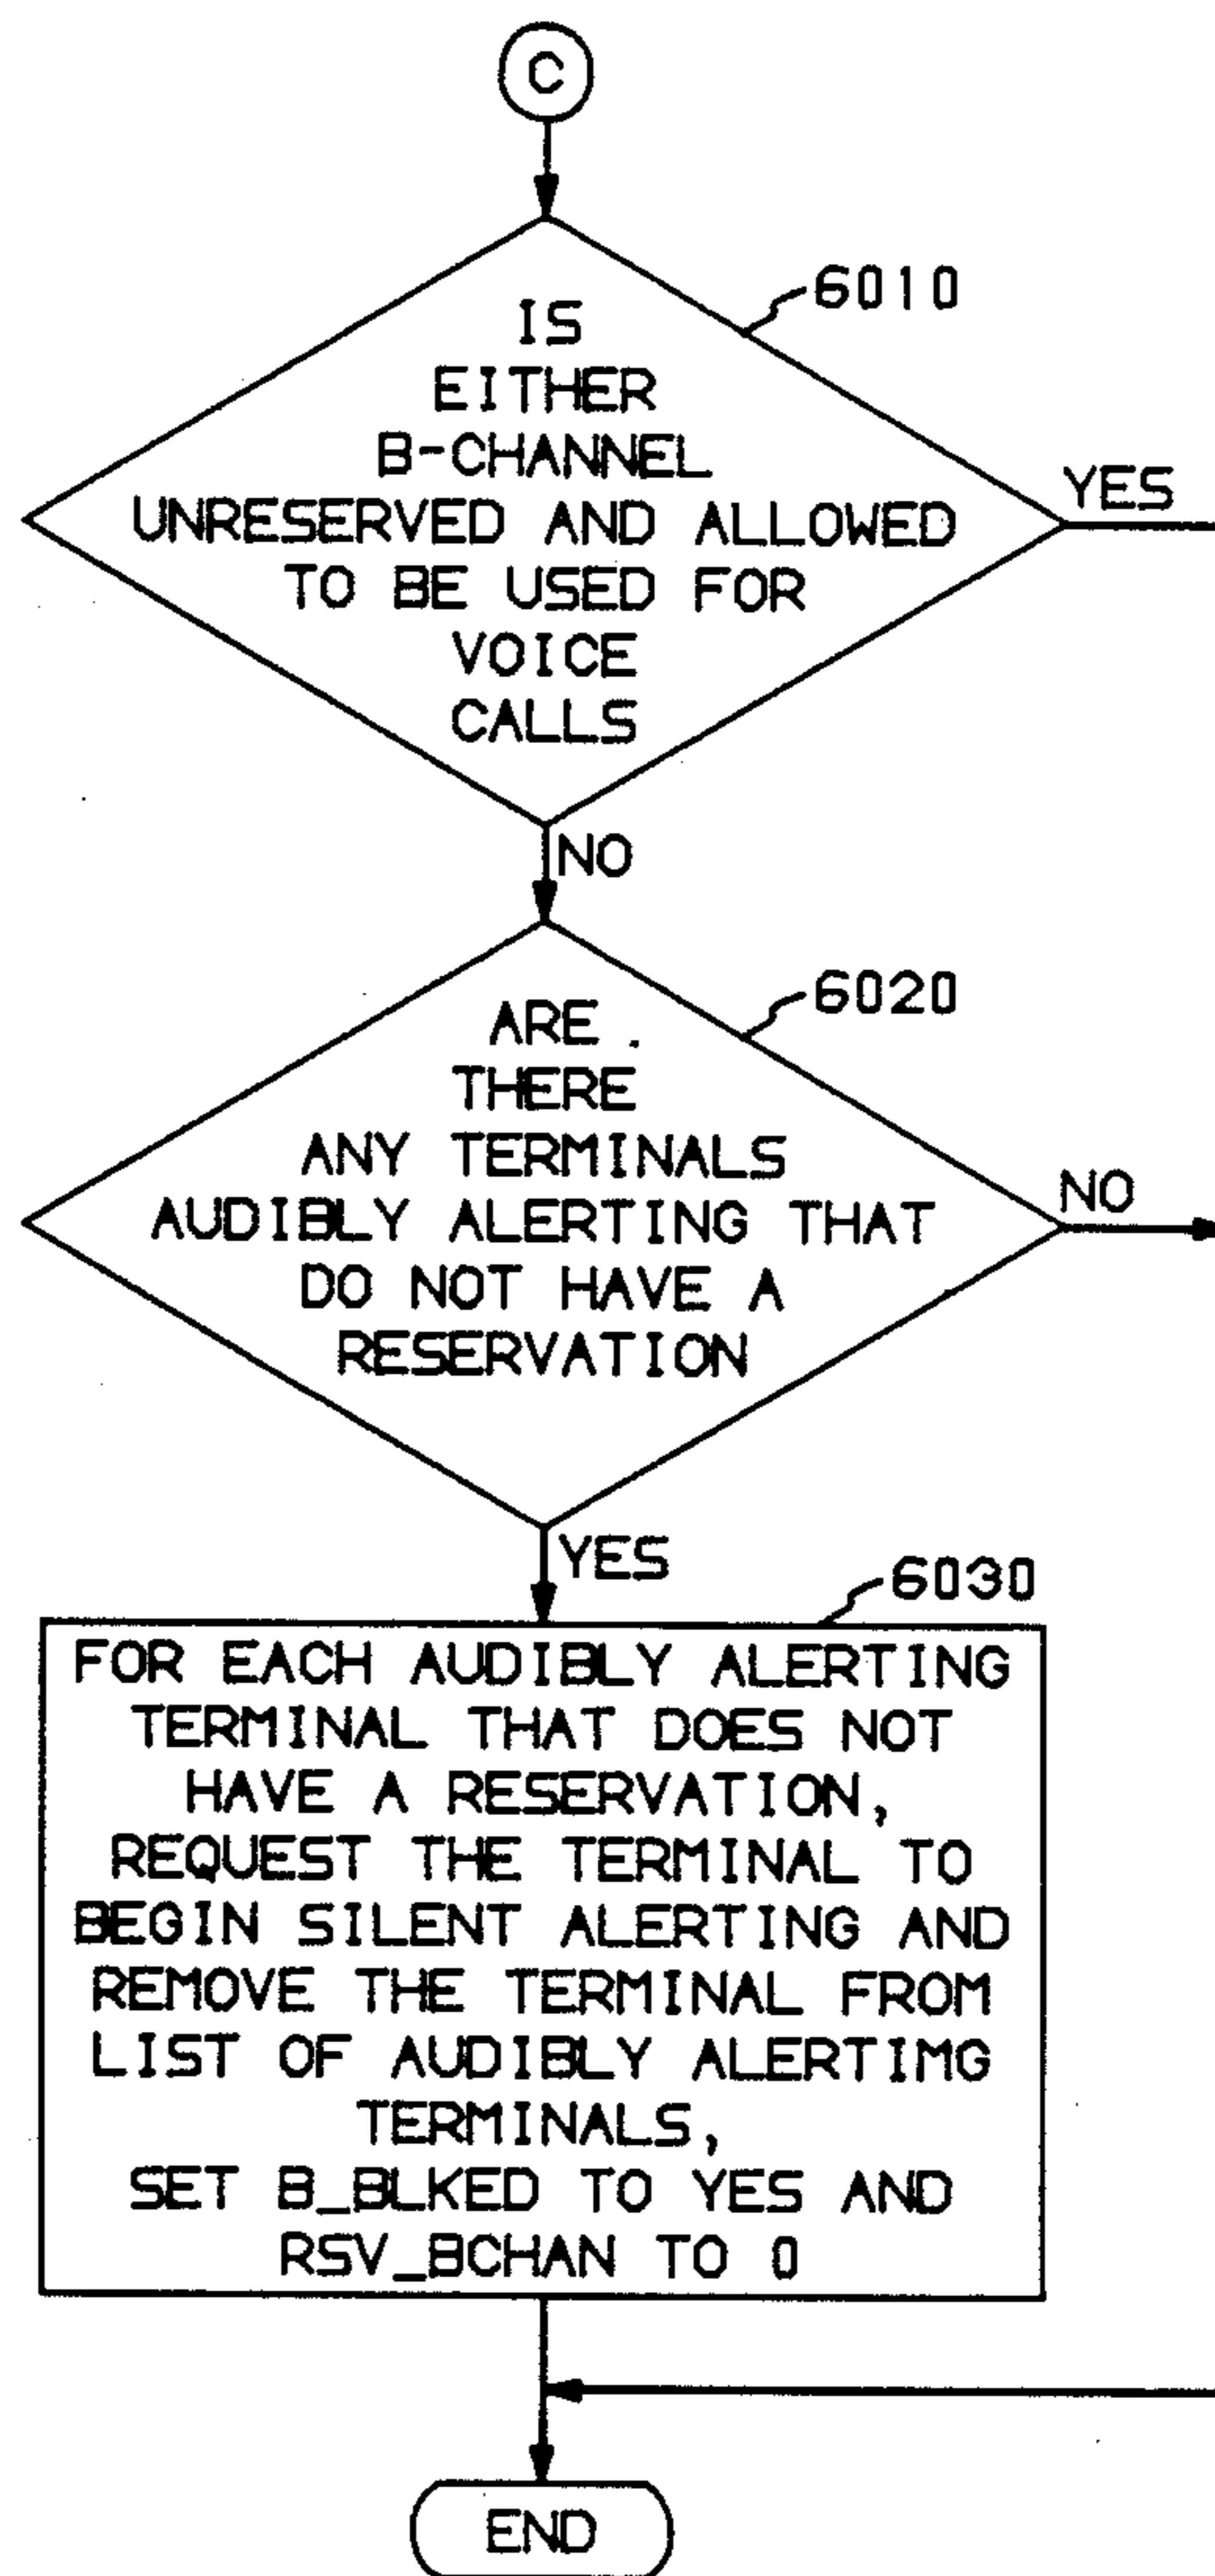 C
6010
IS
EITHER
B-CHANNEL
UNRESERVED AND ALLOWED
TO BE USED FOR
VOICE
CALLS
YES
NO
6020
ARE
THERE
ANY TERMINALS
AUDIBLY ALERTING THAT
DO NOT HAVE A
RESERVATION
NO
YES
6030
FOR EACH AUDIBLY ALERTING
TERMINAL THAT DOES NOT
HAVE A RESERVATION,
REQUEST THE TERMINAL TO
BEGIN SILENT ALERTING AND
REMOVE THE TERMINAL FROM
LIST OF AUDIBLY ALERTIMG
TERMINALS,
SET B_BLKED TO YES AND
RSV_BCHAN TO 0
END